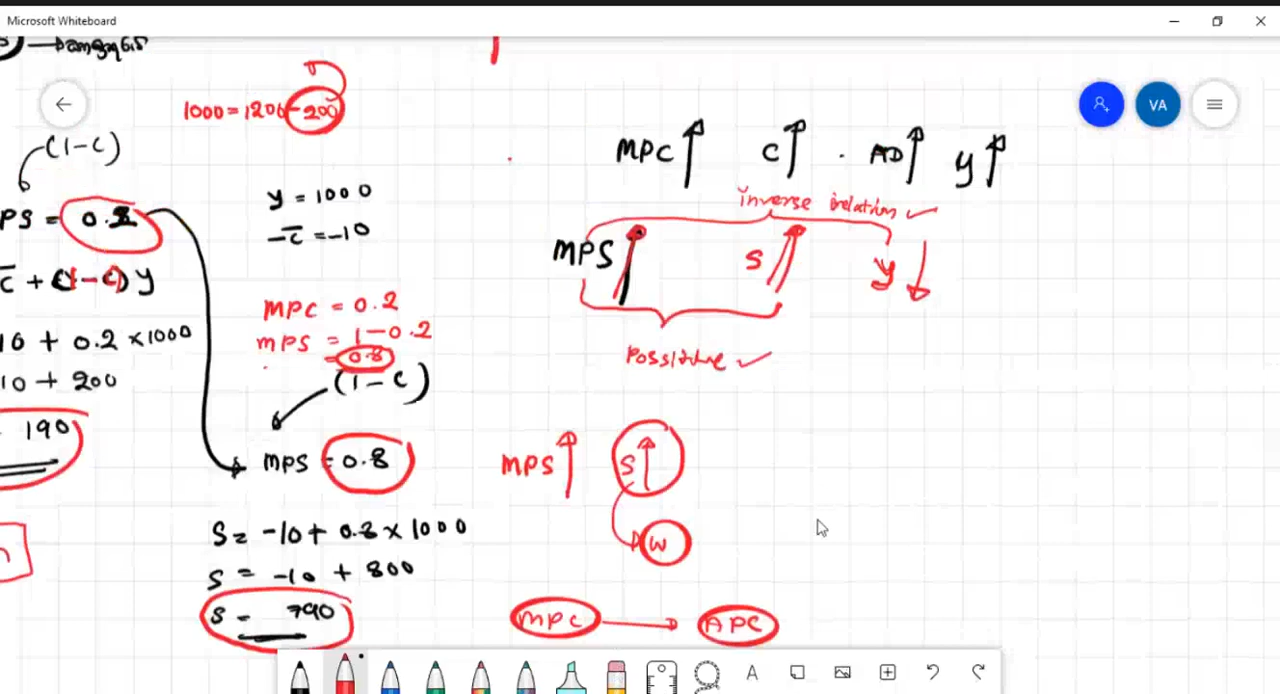 Microsoft Whiteboard
1000 = 1200 - 200
(1-c)
PS = 0.2
c̅ + (1-c) y
10 + 0.2 × 1000
10 + 200
190
y = 1000
-c̅ = -10
MPC = 0.2
MPS = 1-0.2
= 0.8
(1-c)
MPS = 0.8
S = -10 + 0.8 × 1000
S = -10 + 800
S = 790
VA
MPC ↑ C ↑ . AD ↑ y ↑
inverse relation ✓
MPS S y ↓
Possitive ✓
MPS ↑ S ↑
W
MPC → APC
A